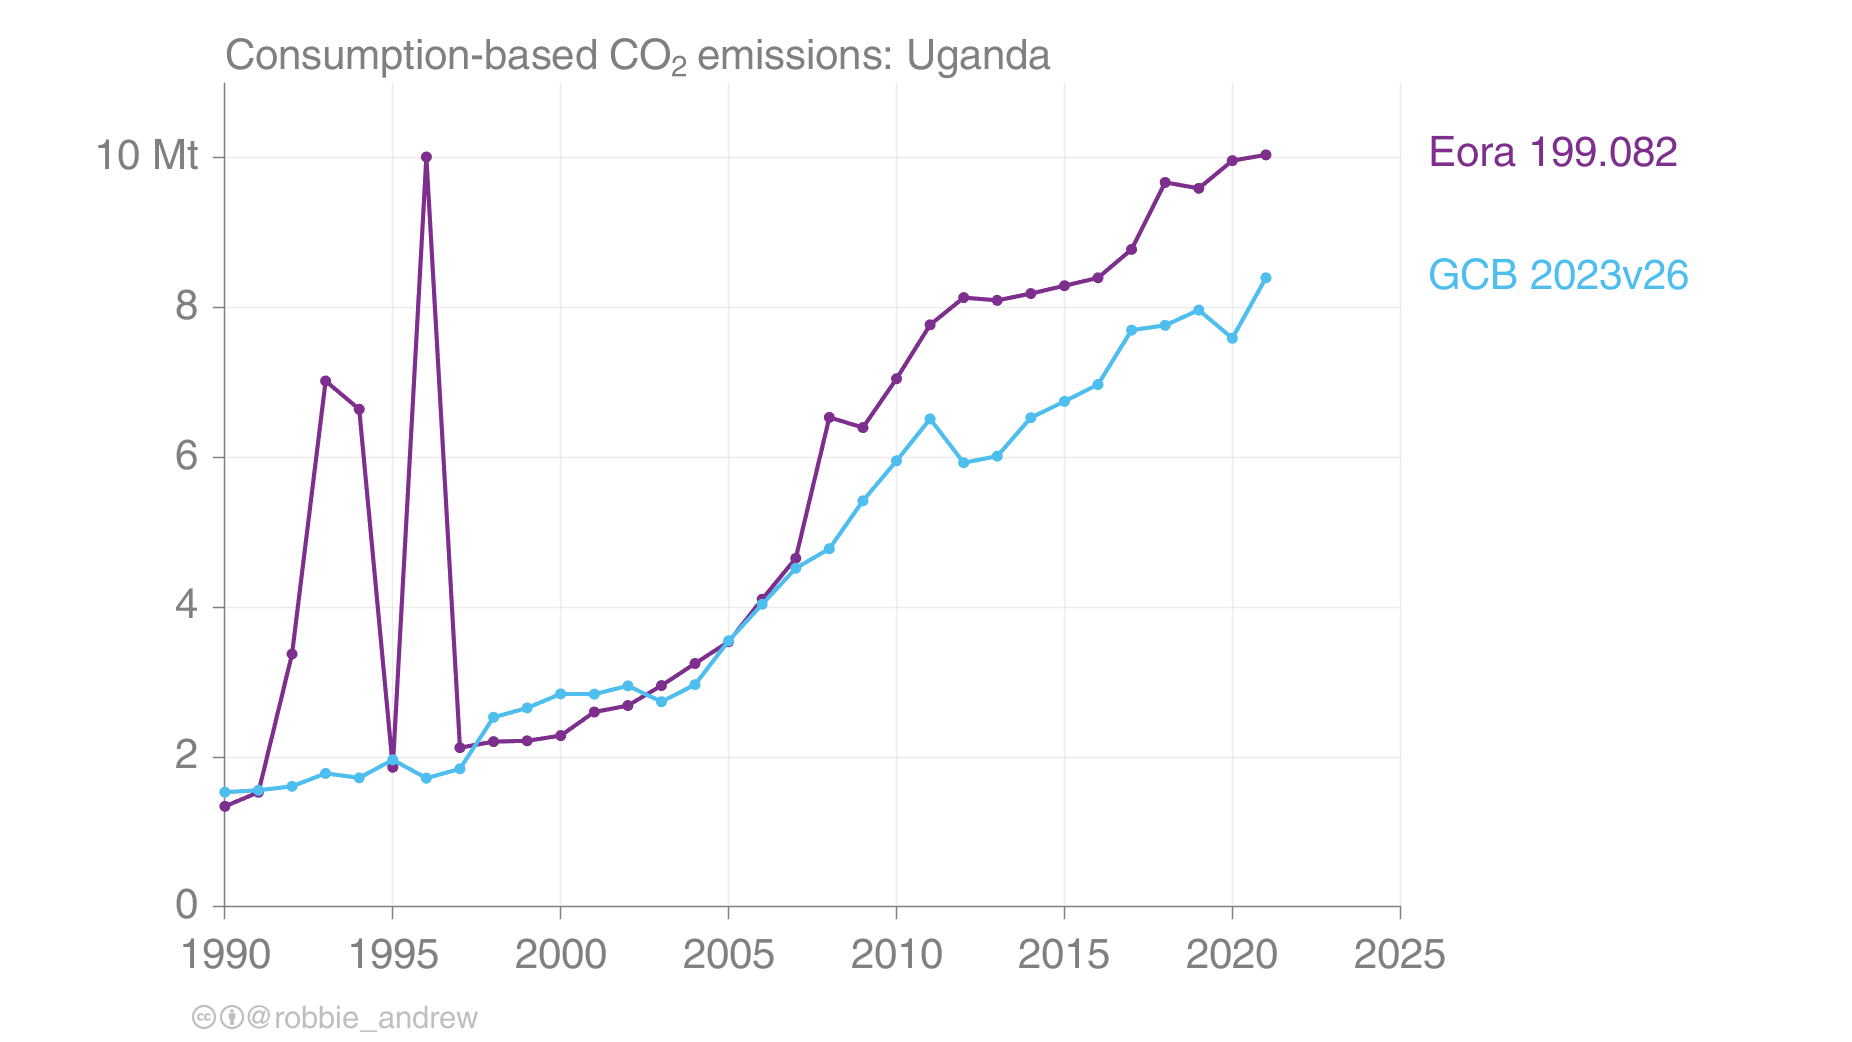 Consumption-based CO₂ emissions: Uganda
10 Mt
8
6
4
2
0
1990 1995 2000 2005 2010 2015 2020 2025
Eora 199.082
GCB 2023v26
@robbie_andrew